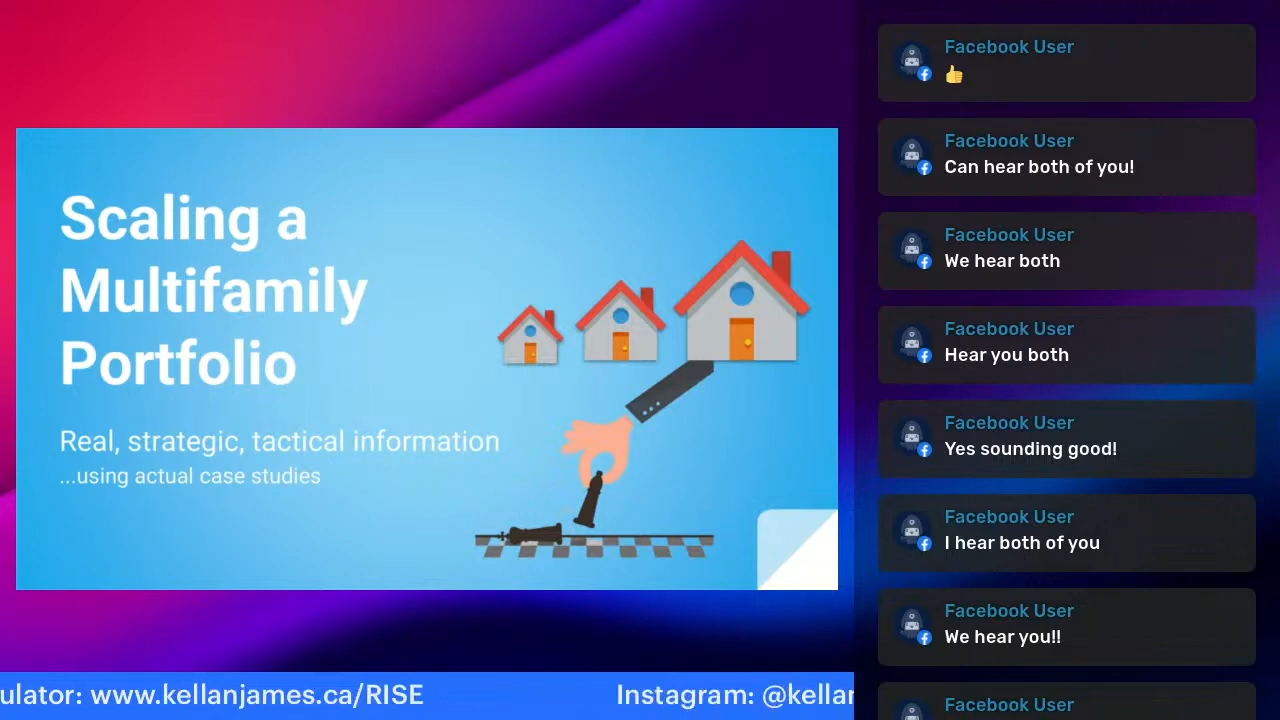 Scaling a
Multifamily
Portfolio
Real, strategic, tactical information
...using actual case studies
ulator: www.kellanjames.ca/RISE
Instagram: @kellan
Facebook User
👍
Facebook User
Can hear both of you!
Facebook User
We hear both
Facebook User
Hear you both
Facebook User
Yes sounding good!
Facebook User
I hear both of you
Facebook User
We hear you!!
Facebook User